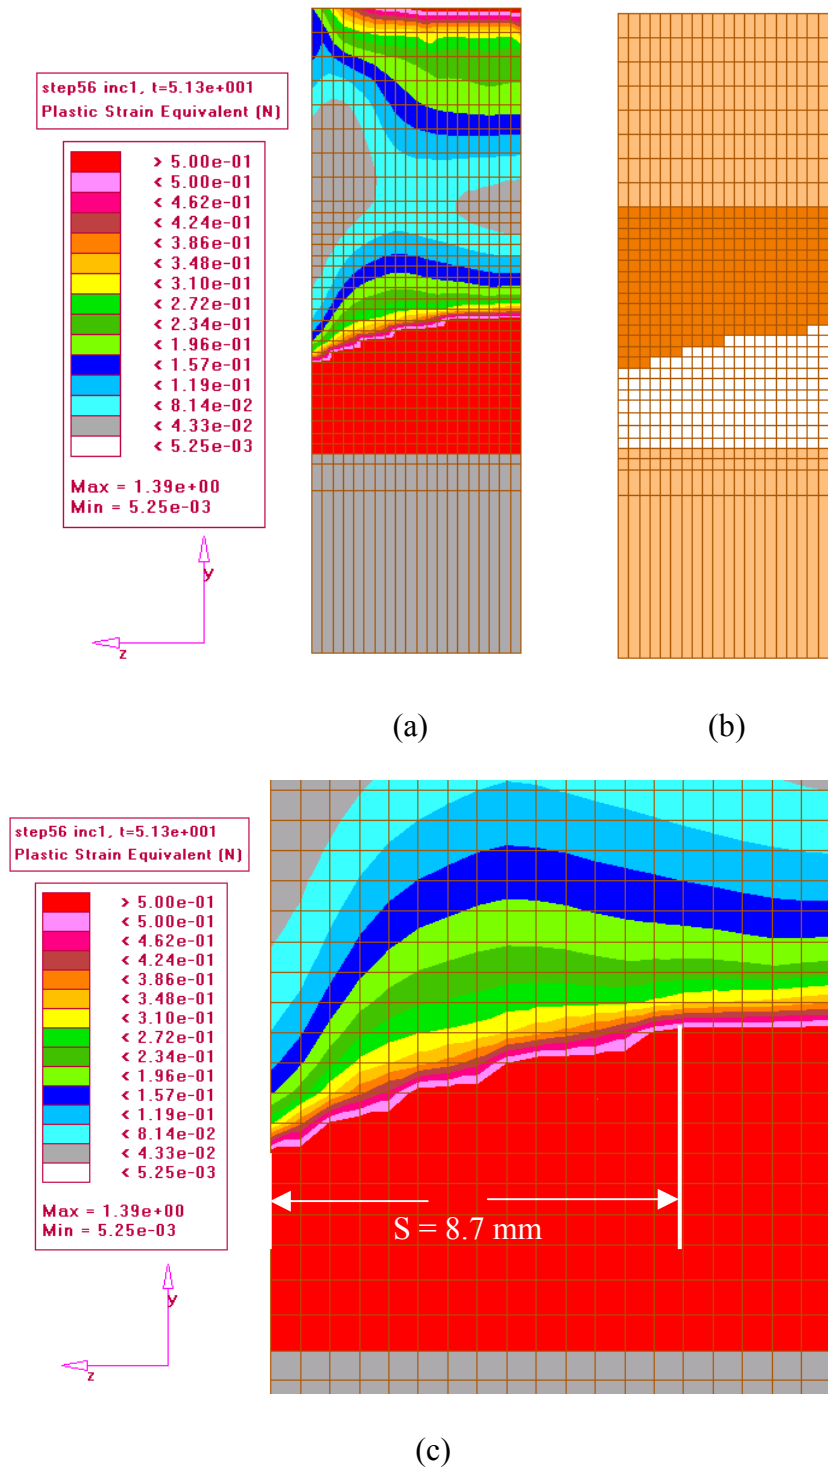 step56 inc1, t=5.13e+001
Plastic Strain Equivalent (N)
> 5.00e-01
< 5.00e-01
< 4.62e-01
< 4.24e-01
< 3.86e-01
< 3.48e-01
< 3.10e-01
< 2.72e-01
< 2.34e-01
< 1.96e-01
< 1.57e-01
< 1.19e-01
< 8.14e-02
< 4.33e-02
< 5.25e-03
Max = 1.39e+00
Min = 5.25e-03
y
z
(a)
(b)
step56 inc1, t=5.13e+001
Plastic Strain Equivalent (N)
> 5.00e-01
< 5.00e-01
< 4.62e-01
< 4.24e-01
< 3.86e-01
< 3.48e-01
< 3.10e-01
< 2.72e-01
< 2.34e-01
< 1.96e-01
< 1.57e-01
< 1.19e-01
< 8.14e-02
< 4.33e-02
< 5.25e-03
Max = 1.39e+00
Min = 5.25e-03
y
z
S = 8.7 mm
(c)